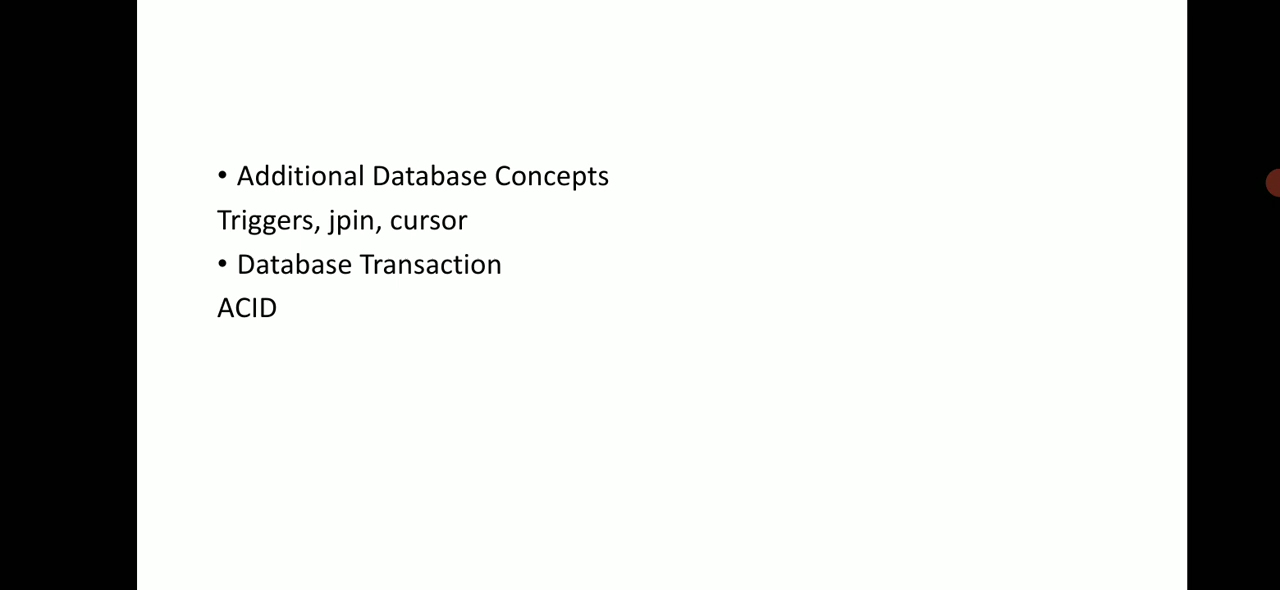 • Additional Database Concepts
Triggers, jpin, cursor
• Database Transaction
ACID